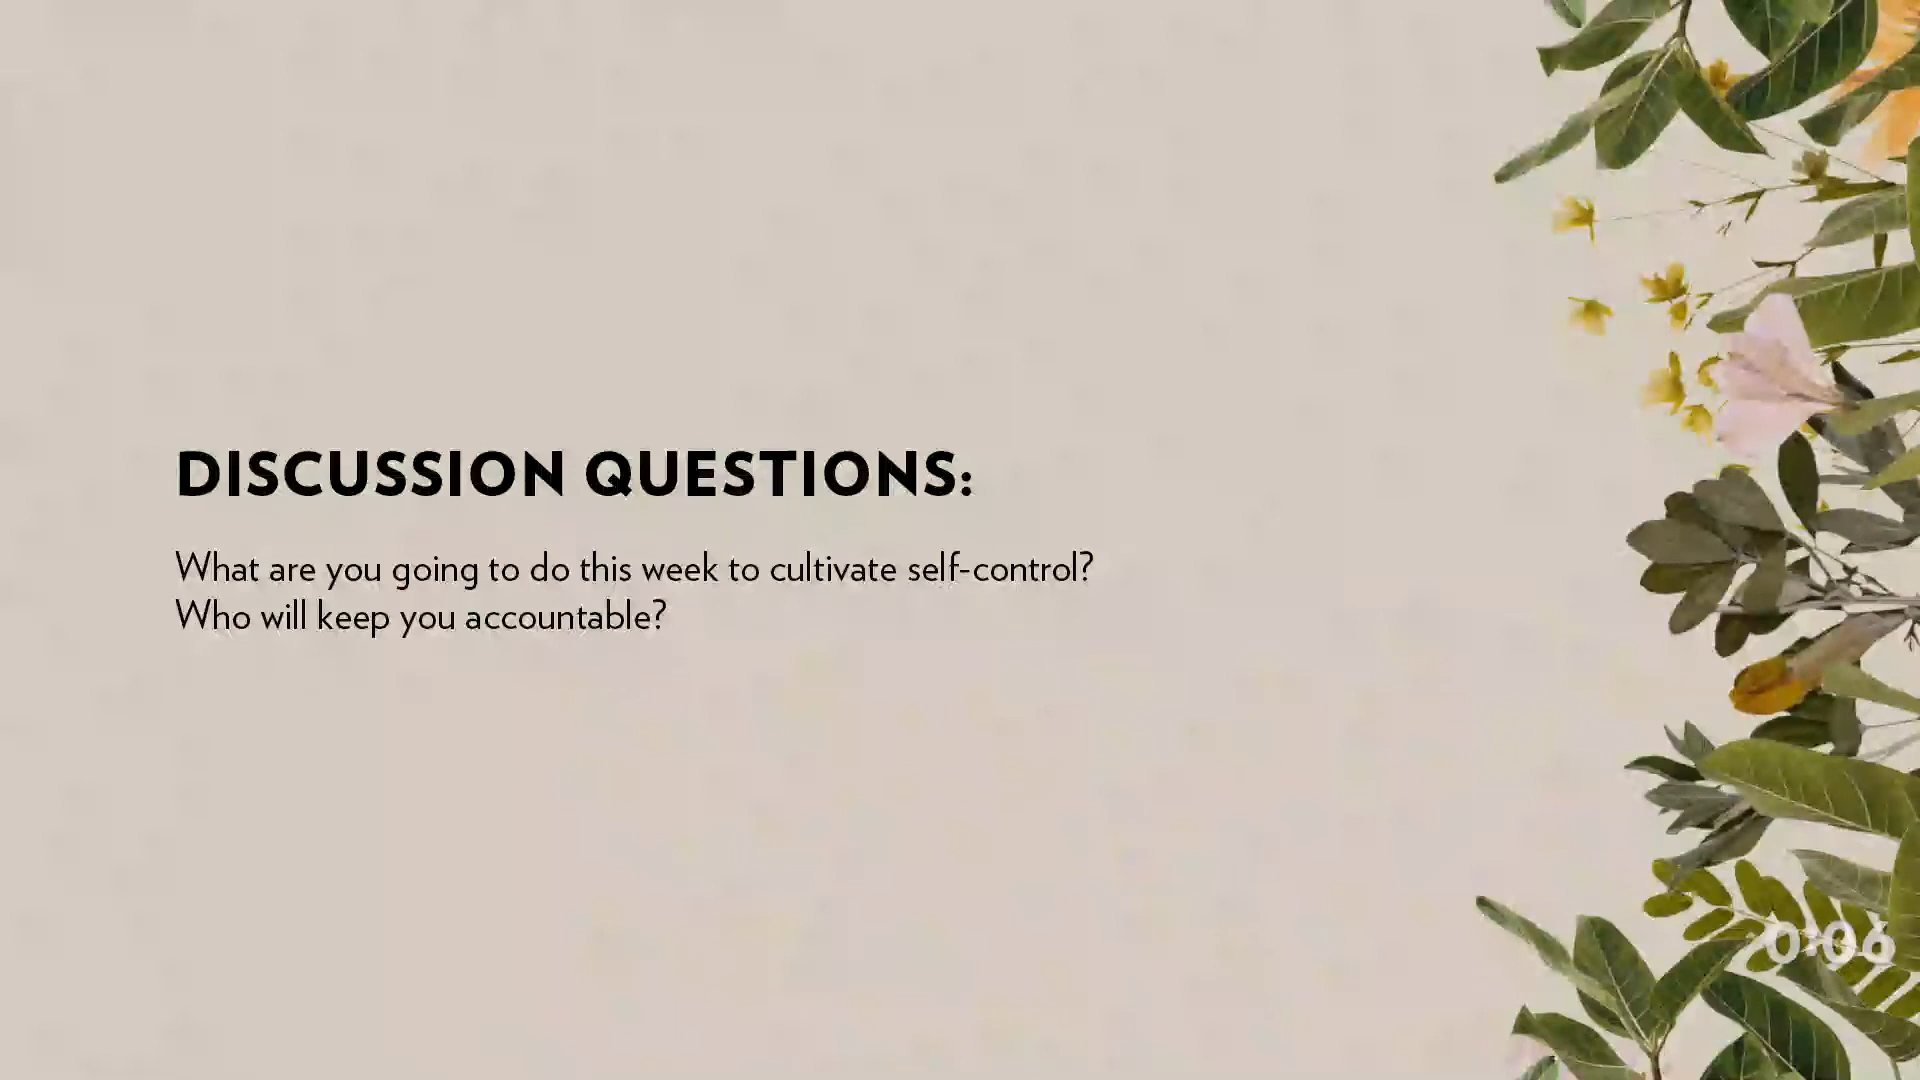 DISCUSSION QUESTIONS:
What are you going to do this week to cultivate self-control?
Who will keep you accountable?
0:06